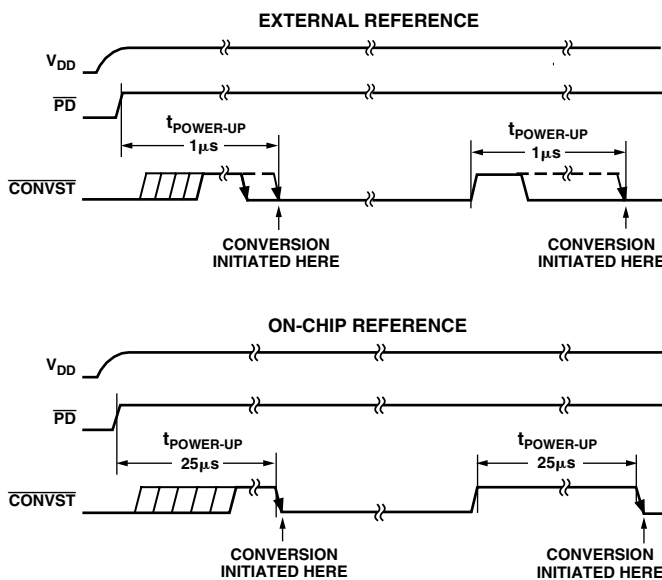 EXTERNAL REFERENCE
VDD
PD
tPOWER-UP
1µs
tPOWER-UP
1µs
CONVST
CONVERSION
INITIATED HERE
CONVERSION
INITIATED HERE
ON-CHIP REFERENCE
VDD
PD
tPOWER-UP
25µs
tPOWER-UP
25µs
CONVST
CONVERSION
INITIATED HERE
CONVERSION
INITIATED HERE